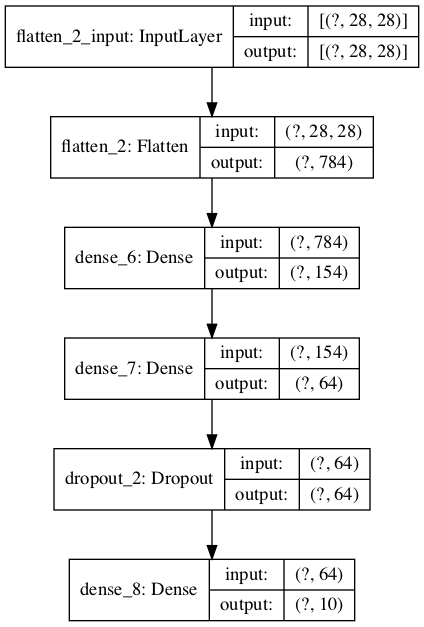 flatten_2_input: InputLayer
input: [(?, 28, 28)]
output: [(?, 28, 28)]
flatten_2: Flatten
input: (?, 28, 28)
output: (?, 784)
dense_6: Dense
input: (?, 784)
output: (?, 154)
dense_7: Dense
input: (?, 154)
output: (?, 64)
dropout_2: Dropout
input: (?, 64)
output: (?, 64)
dense_8: Dense
input: (?, 64)
output: (?, 10)